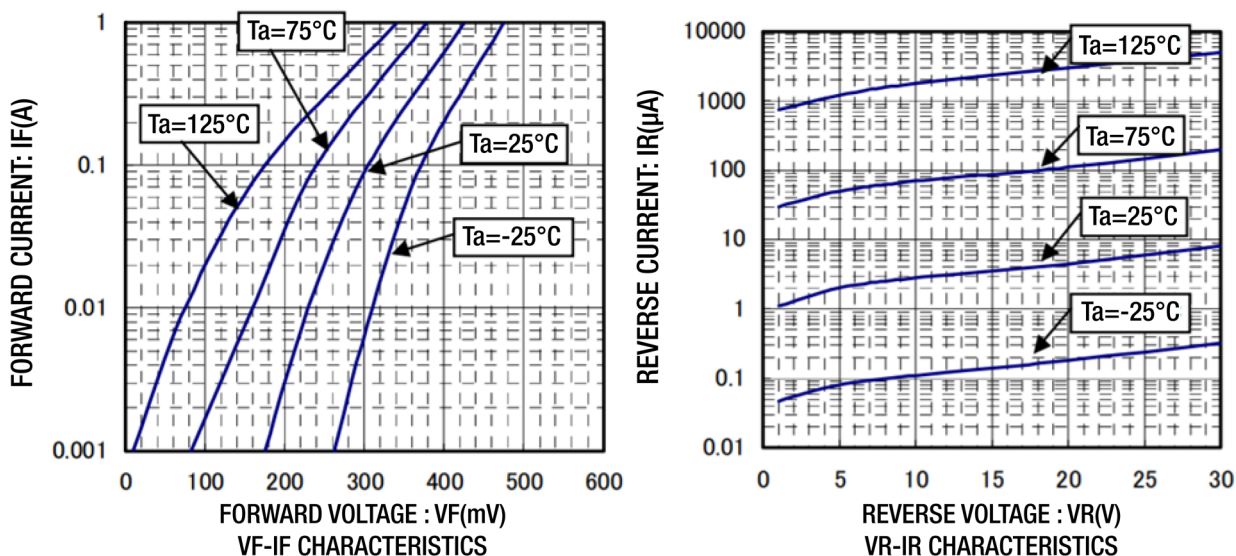 FORWARD CURRENT: IF(A)
1
0.1
0.01
0.001
Ta=75°C
Ta=125°C
Ta=25°C
Ta=-25°C
0 100 200 300 400 500 600
FORWARD VOLTAGE : VF(mV)
VF-IF CHARACTERISTICS
REVERSE CURRENT: IR(µA)
10000
1000
100
10
1
0.1
0.01
Ta=125°C
Ta=75°C
Ta=25°C
Ta=-25°C
0 5 10 15 20 25 30
REVERSE VOLTAGE : VR(V)
VR-IR CHARACTERISTICS